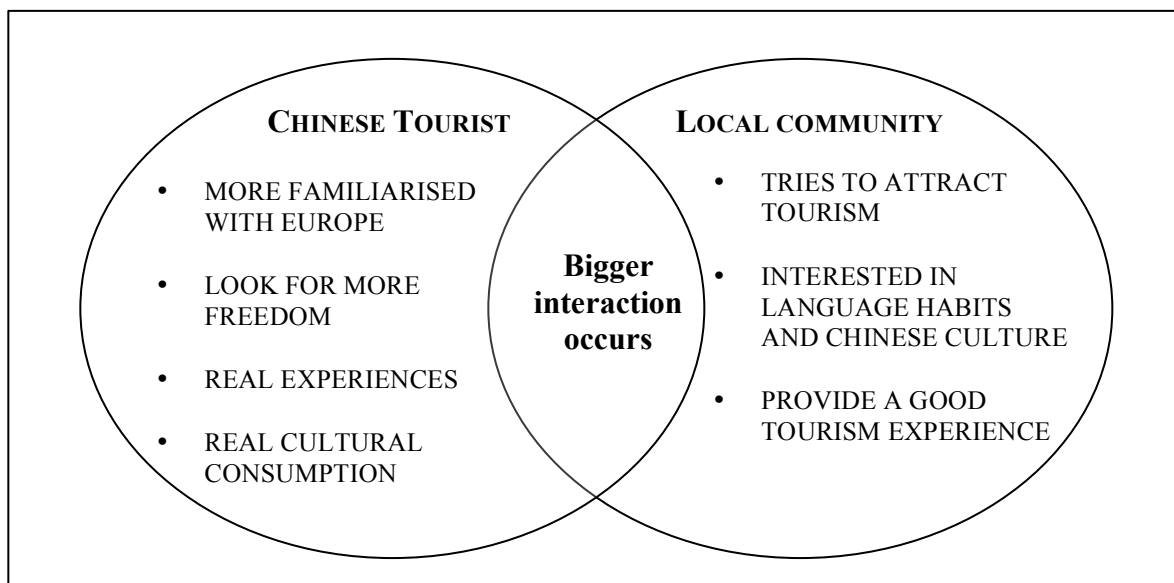 CHINESE TOURIST
• MORE FAMILIARISED
WITH EUROPE
• LOOK FOR MORE
FREEDOM
• REAL EXPERIENCES
• REAL CULTURAL
CONSUMPTION
Bigger
interaction
occurs
LOCAL COMMUNITY
• TRIES TO ATTRACT
TOURISM
• INTERESTED IN
LANGUAGE HABITS
AND CHINESE CULTURE
• PROVIDE A GOOD
TOURISM EXPERIENCE